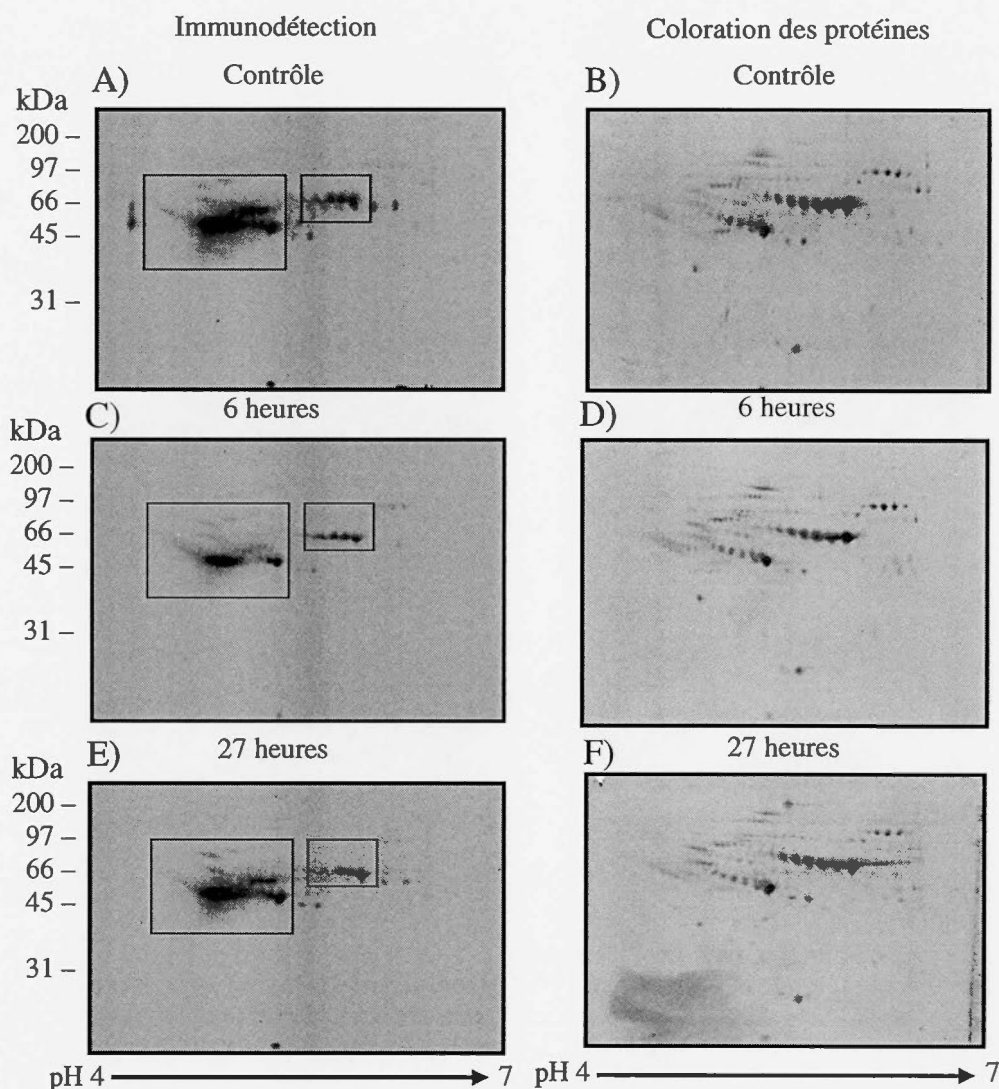 Immunodétection
Coloration des protéines
A)
Contrôle
B)
Contrôle
kDa
200 –
97 –
66 –
45 –
31 –
C)
6 heures
D)
6 heures
kDa
200 –
97 –
66 –
45 –
31 –
E)
27 heures
F)
27 heures
kDa
200 –
97 –
66 –
45 –
31 –
pH 4
7
pH 4
7